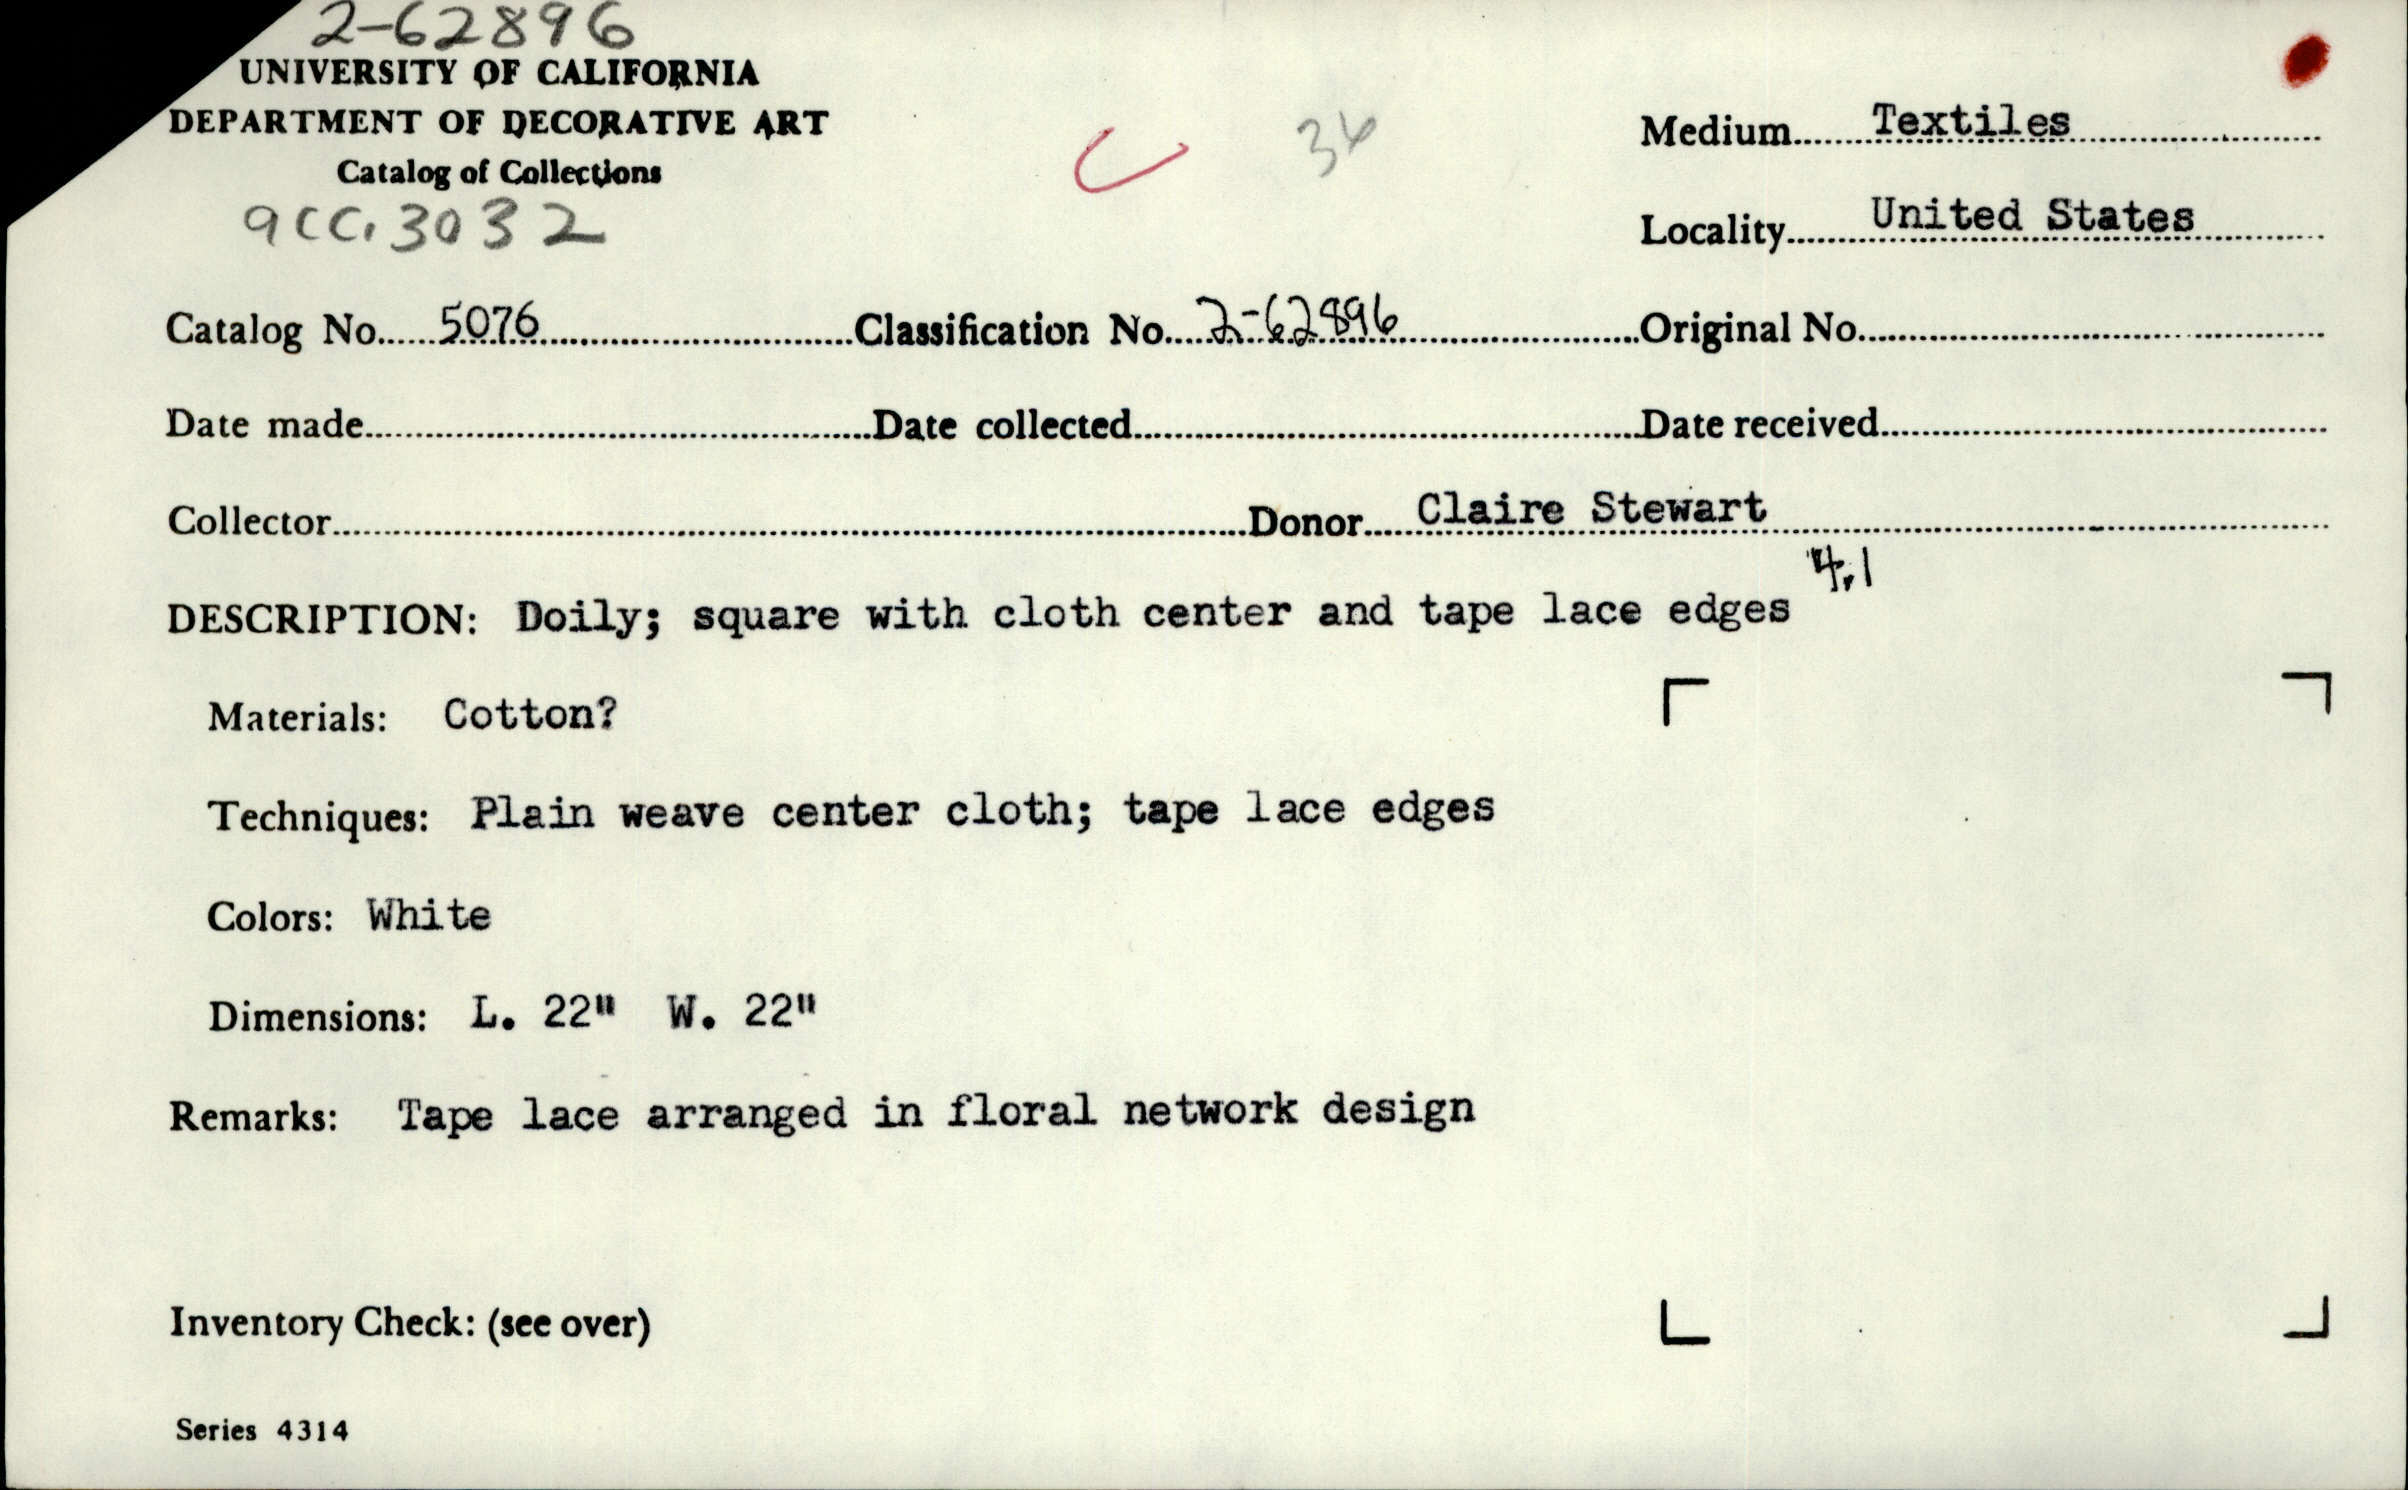 2-62896
UNIVERSITY OF CALIFORNIA
DEPARTMENT OF DECORATIVE ART
Catalog of Collections
acc. 3032
C 36
Medium Textiles
Locality United States
Catalog No. 5076 Classification No. 2-62896 Original No.
Date made Date collected Date received
Collector Donor Claire Stewart
4.1
DESCRIPTION: Doily; square with cloth center and tape lace edges
Materials: Cotton?
Techniques: Plain weave center cloth; tape lace edges
Colors: White
Dimensions: L. 22" W. 22"
Remarks: Tape lace arranged in floral network design
Inventory Check: (see over)
Series 4314